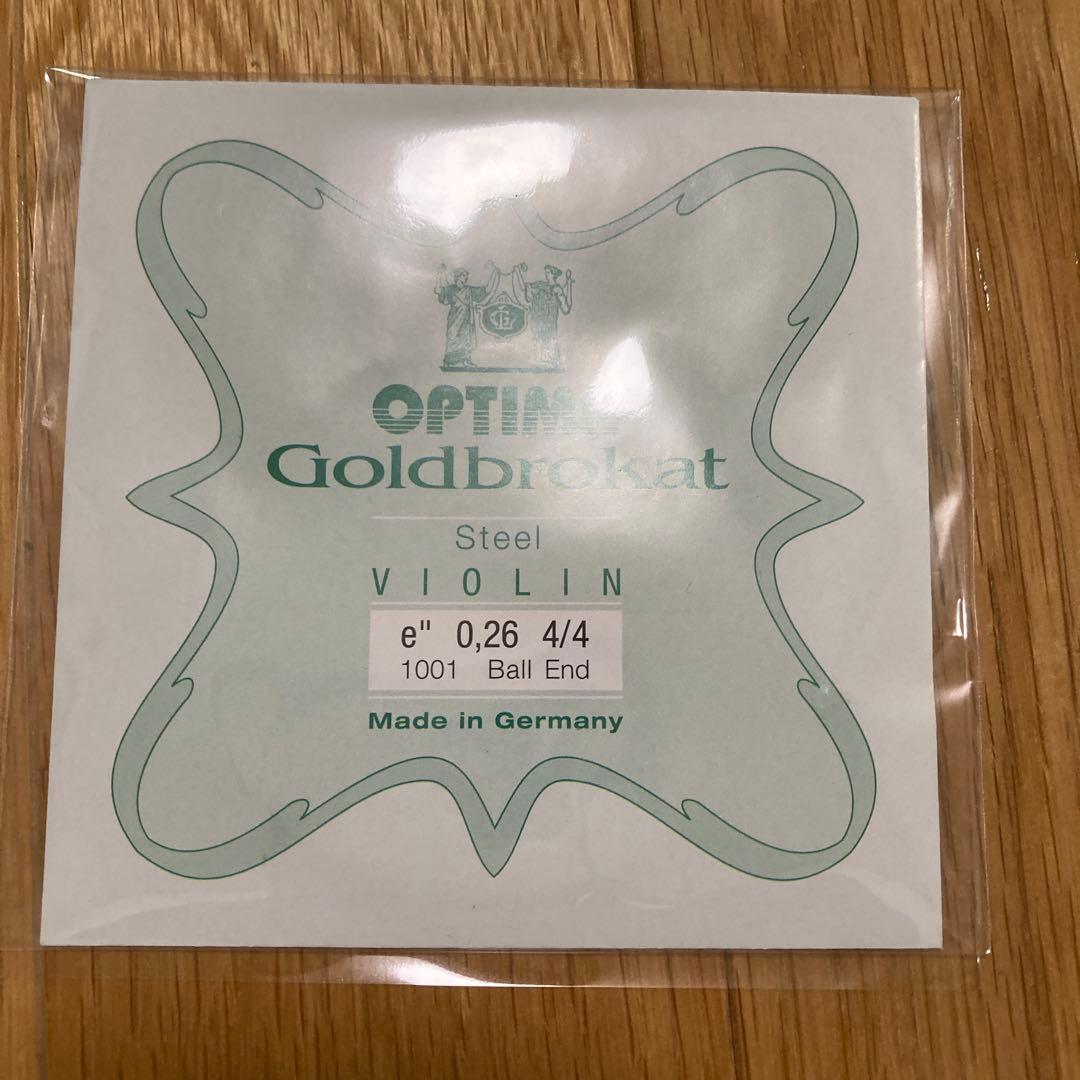 OPTIMA
Goldbrokat
Steel
VIOLIN
e" 0,26 4/4
1001 Ball End
Made in Germany